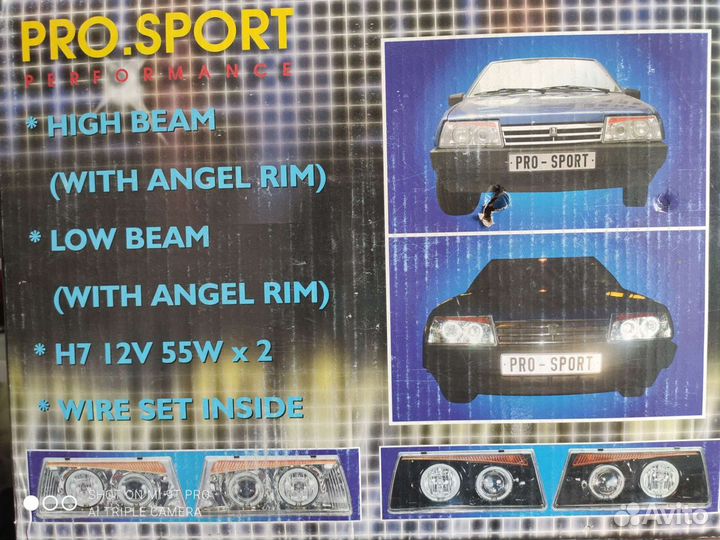 PRO.SPORT
PERFORMANCE
* HIGH BEAM
(WITH ANGEL RIM)
* LOW BEAM
(WITH ANGEL RIM)
* H7 12V 55W x 2
* WIRE SET INSIDE
PRO - SPORT
PRO - SPORT
SHOT ON MI 9T PRO
AI TRIPLE CAMERA
Avito